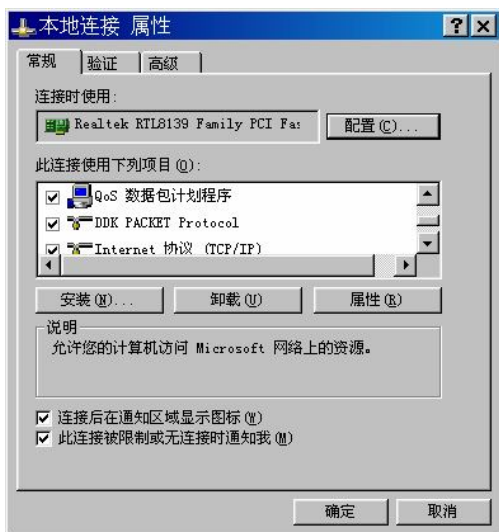 本地连接 属性
常规 验证 高级
连接时使用:
Realtek RTL8139 Family PCI Fas
配置(C)...
此连接使用下列项目(O):
QoS 数据包计划程序
DDK PACKET Protocol
Internet 协议 (TCP/IP)
安装(N)... 卸载(U) 属性(R)
说明
允许您的计算机访问 Microsoft 网络上的资源。
连接后在通知区域显示图标(W)
此连接被限制或无连接时通知我(M)
确定 取消